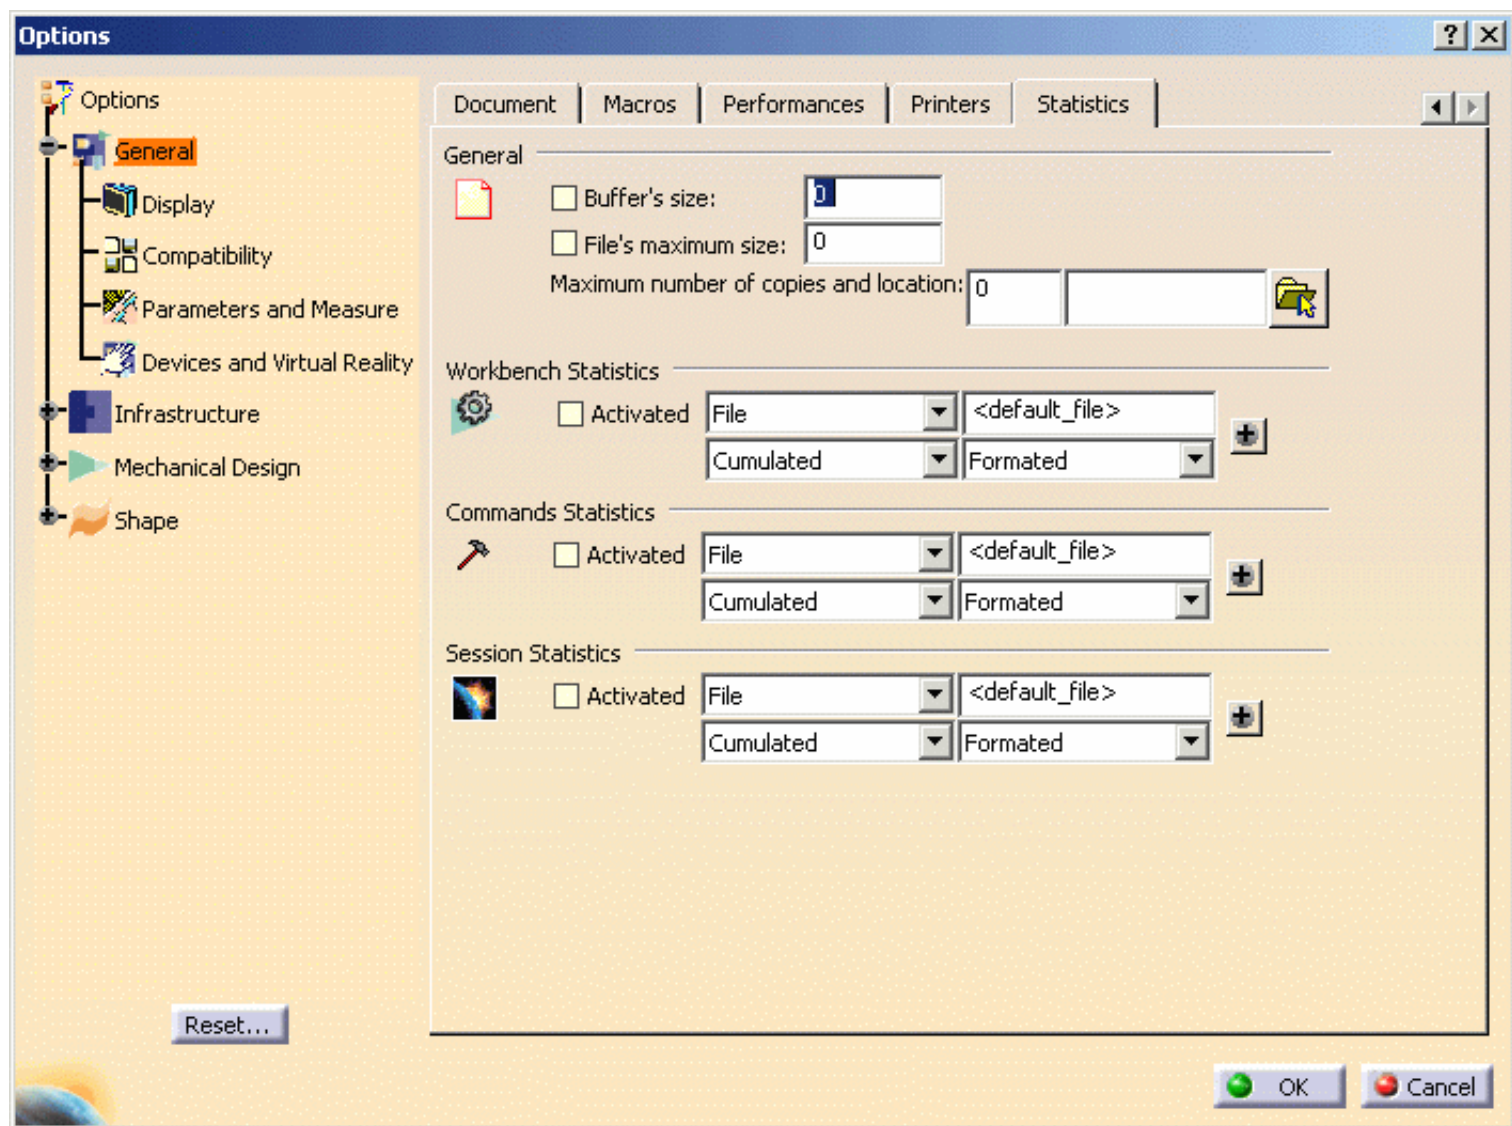 Options
Options
General
Display
Compatibility
Parameters and Measure
Devices and Virtual Reality
Infrastructure
Mechanical Design
Shape
Reset...
Document Macros Performances Printers Statistics
General
Buffer's size: 0
File's maximum size: 0
Maximum number of copies and location: 0
Workbench Statistics
Activated File <default_file>
Cumulated Formated
Commands Statistics
Activated File <default_file>
Cumulated Formated
Session Statistics
Activated File <default_file>
Cumulated Formated
OK Cancel